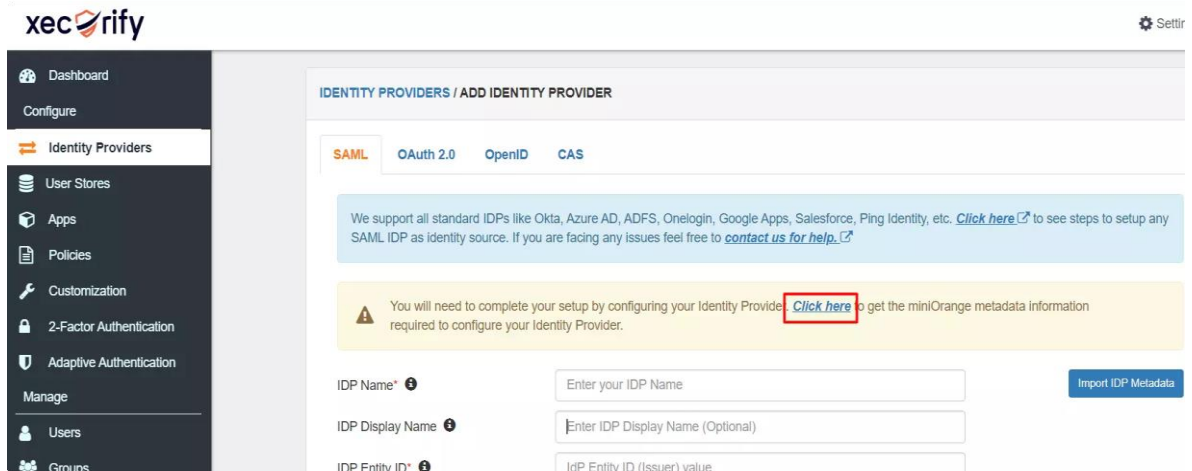 xecurify
Settin
Dashboard
Configure
Identity Providers
User Stores
Apps
Policies
Customization
2-Factor Authentication
Adaptive Authentication
Manage
Users
Groups
IDENTITY PROVIDERS / ADD IDENTITY PROVIDER
SAML OAuth 2.0 OpenID CAS
We support all standard IDPs like Okta, Azure AD, ADFS, Onelogin, Google Apps, Salesforce, Ping Identity, etc. Click here to see steps to setup any
SAML IDP as identity source. If you are facing any issues feel free to contact us for help.
You will need to complete your setup by configuring your Identity Provider. Click here to get the miniOrange metadata information
required to configure your Identity Provider.
IDP Name* Enter your IDP Name Import IDP Metadata
IDP Display Name Enter IDP Display Name (Optional)
IDP Entity ID* IdP Entity ID (Issuer) value